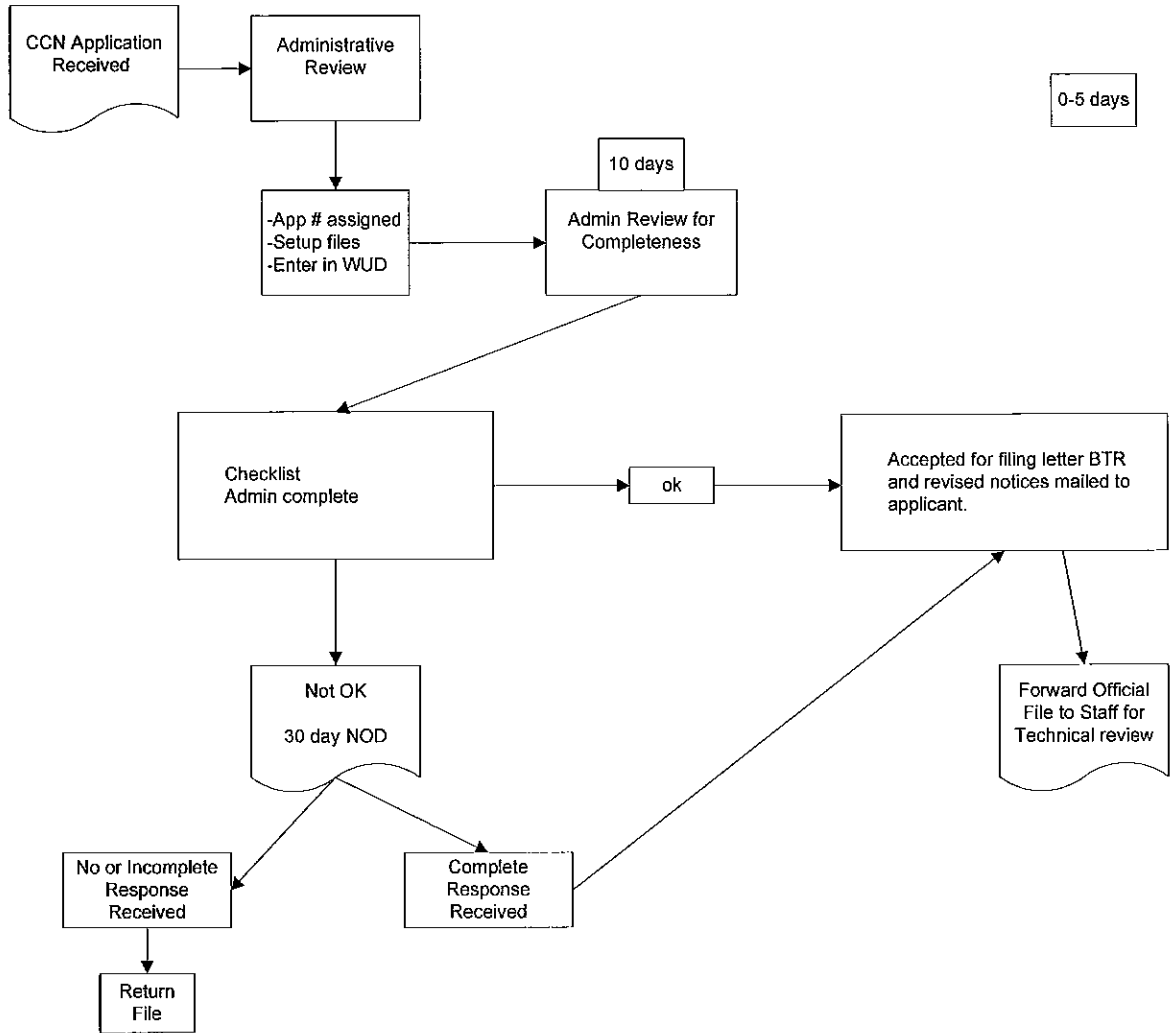 CCN Application
Received
Administrative
Review
0-5 days
10 days
-App # assigned
-Setup files
-Enter in WUD
Admin Review for
Completeness
Checklist
Admin complete
ok
Accepted for filing letter BTR
and revised notices mailed to
applicant.
Not OK
30 day NOD
Forward Official
File to Staff for
Technical review
No or Incomplete
Response
Received
Complete
Response
Received
Return
File